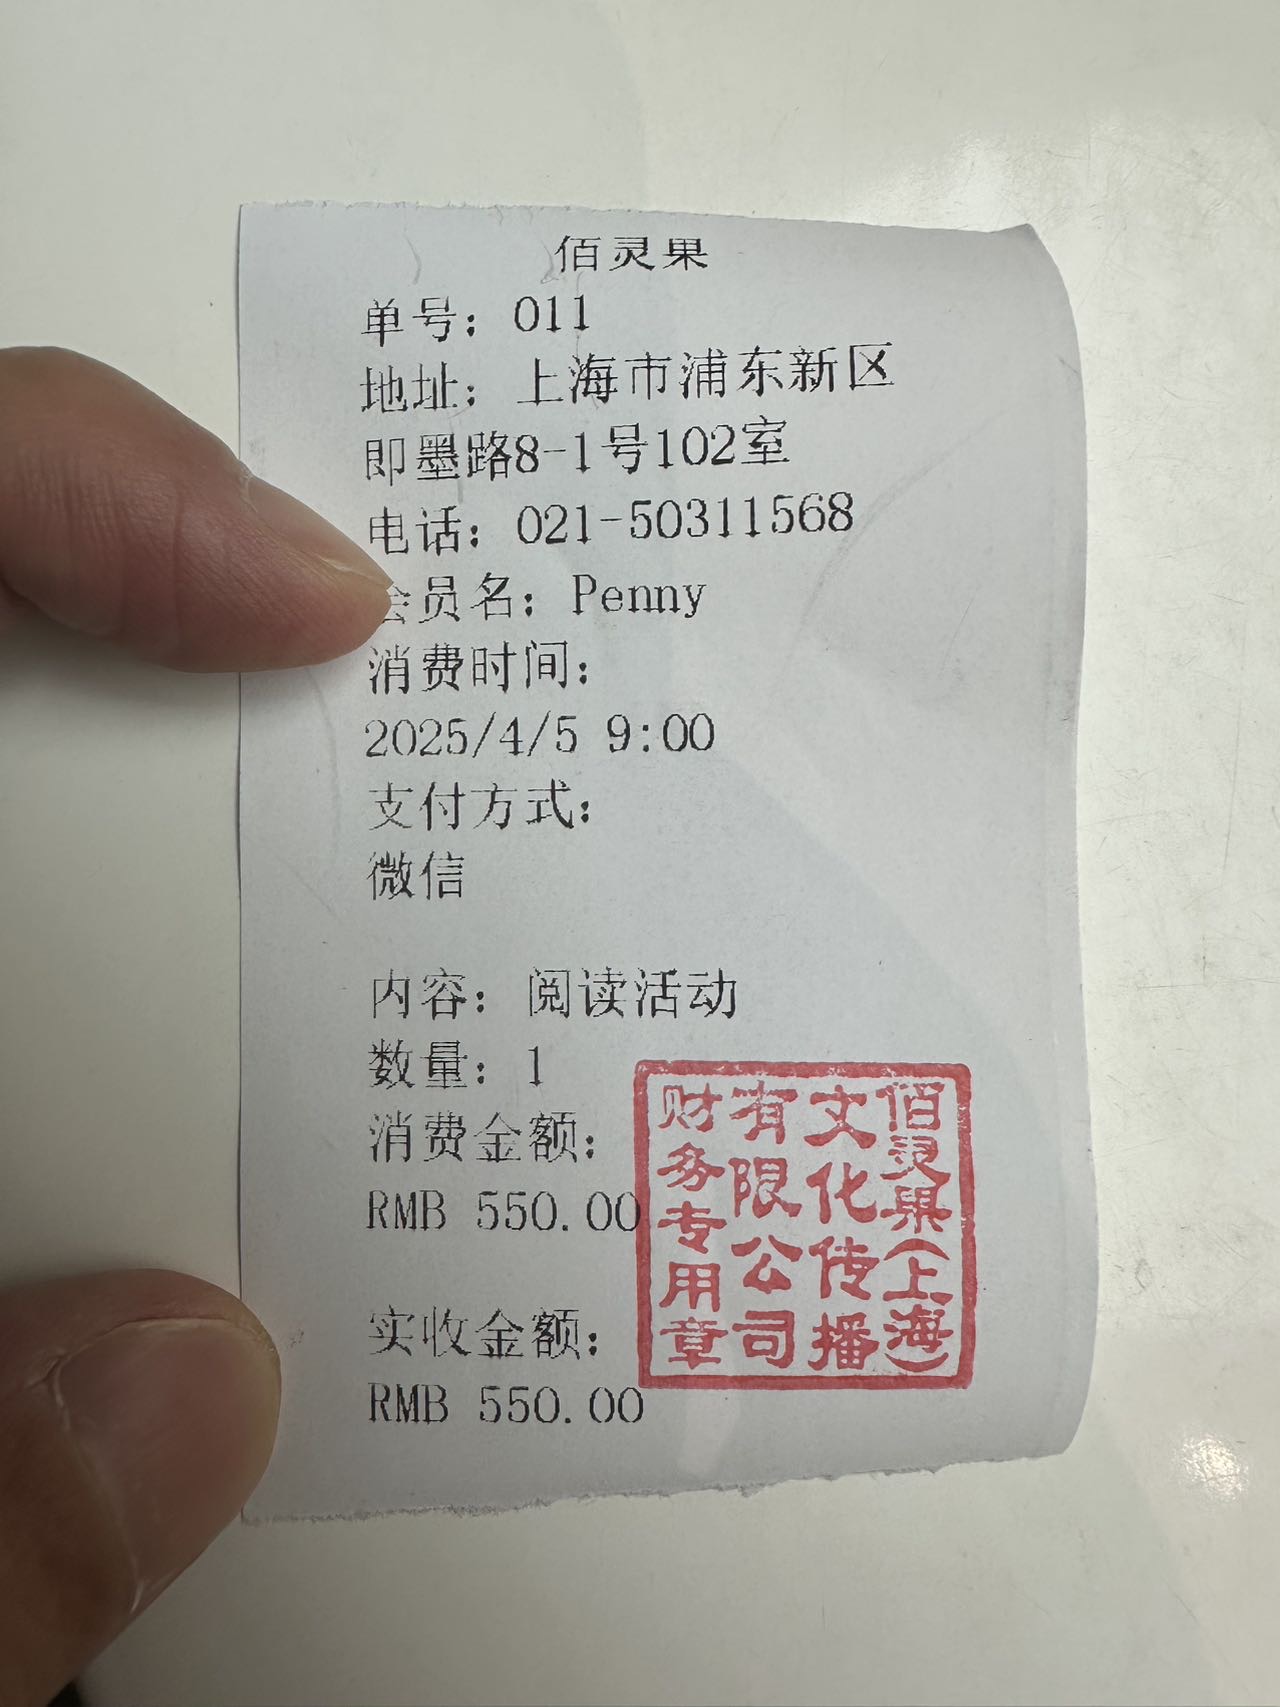 佰灵果
单号：011
地址：上海市浦东新区
即墨路8-1号102室
电话：021-50311568
会员名：Penny
消费时间：
2025/4/5 9:00
支付方式：
微信
内容：阅读活动
数量：1
消费金额：
RMB 550.00
实收金额：
RMB 550.00
佰灵果（上海）
文化传播
有限公司
财务专用章